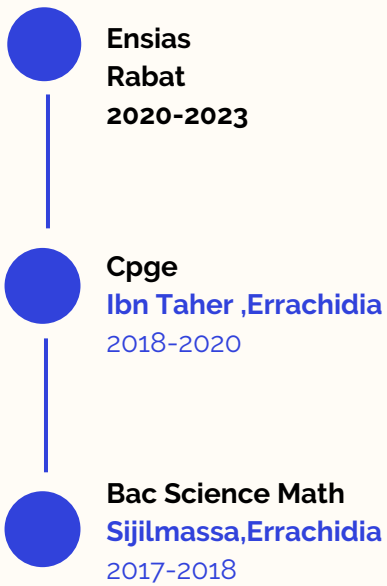 Ensias
Rabat
2020-2023
Cpge
Ibn Taher ,Errachidia
2018-2020
Bac Science Math
Sijilmassa,Errachidia
2017-2018